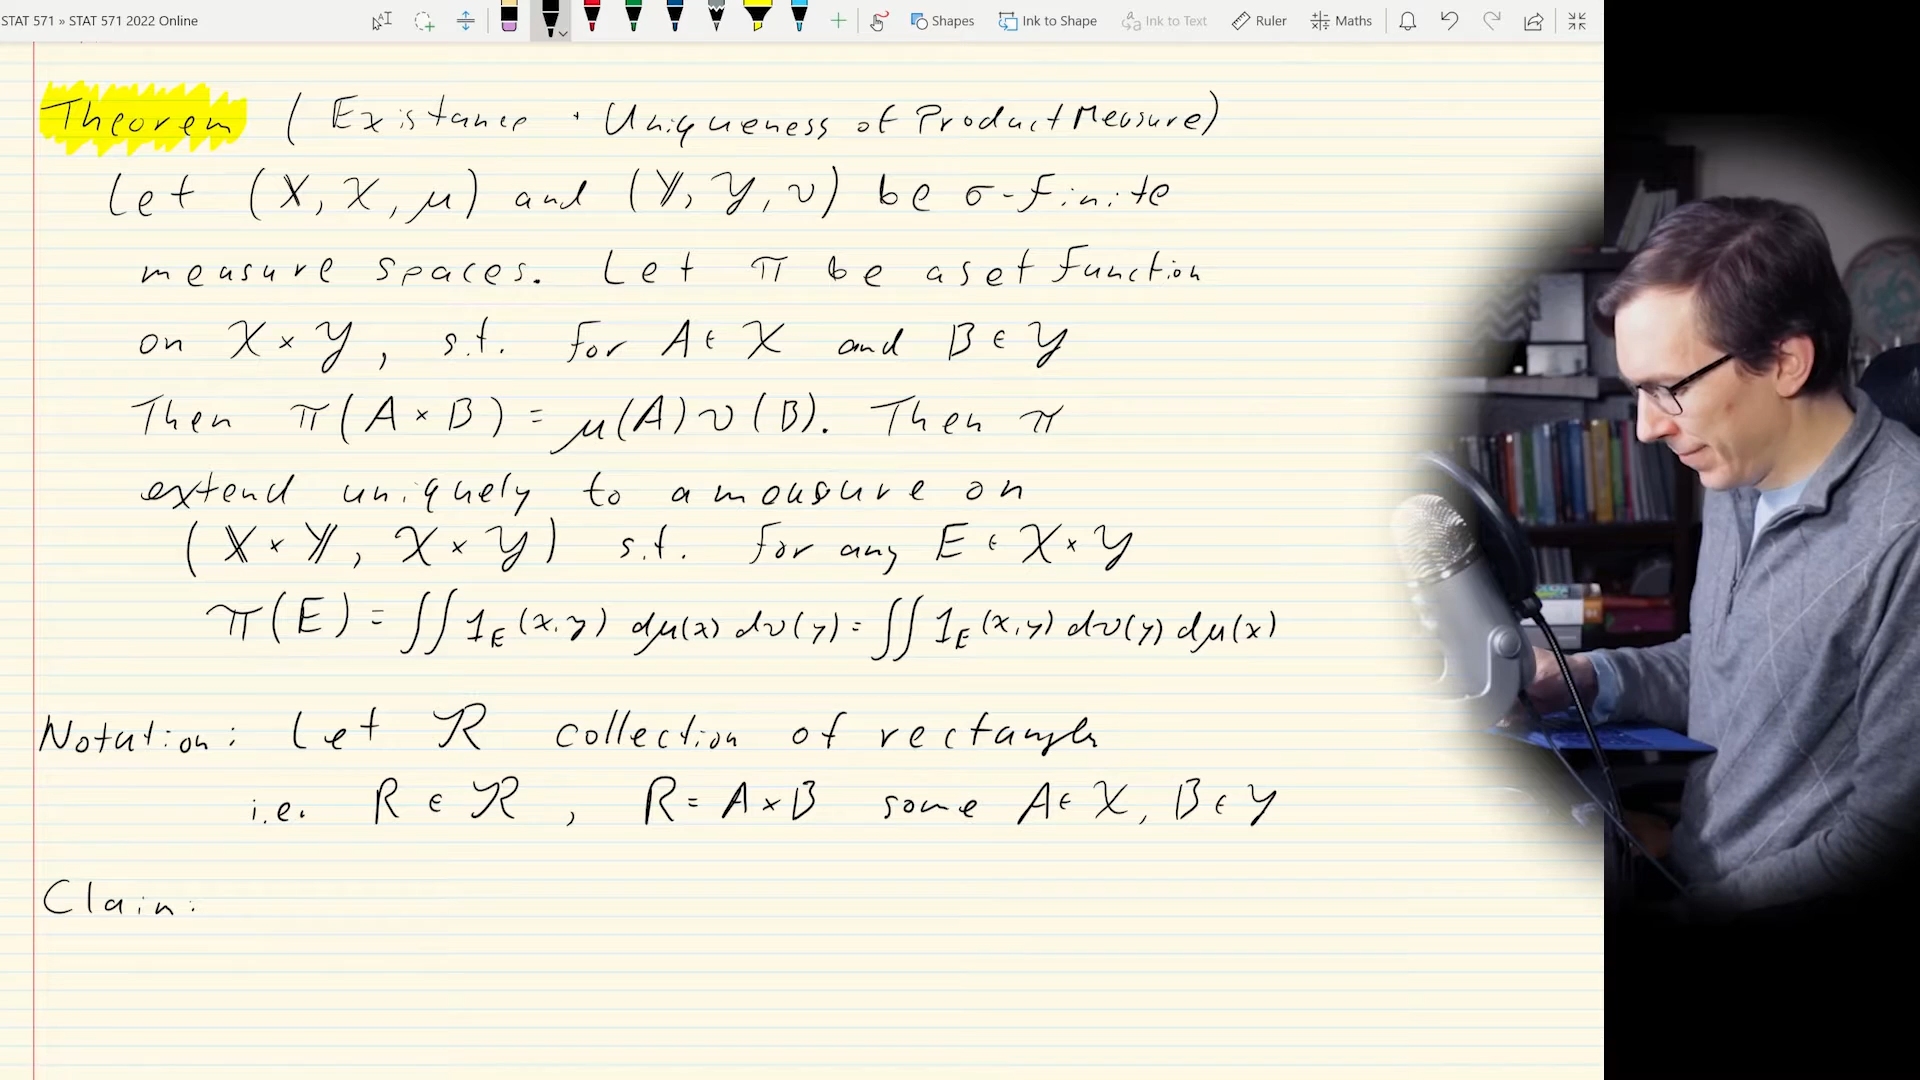 STAT 571 » STAT 571 2022 Online
Shapes Ink to Shape Ink to Text Ruler Maths
Theorem ( Existance + Uniqueness of Product Measure)
Let (𝕏, 𝒳, μ) and (𝕐, 𝒴, ν) be σ-finite
measure spaces. Let π be a set function
on 𝒳 × 𝒴, s.t. for A ∈ 𝒳 and B ∈ 𝒴
Then π(A × B) = μ(A) ν(B). Then π
extend uniquely to a measure on
(𝕏 × 𝕐, 𝒳 × 𝒴) s.t. for any E ∈ 𝒳 × 𝒴
π(E) = ∫∫ 1_E (x,y) dμ(x) dν(y) = ∫∫ 1_E (x,y) dν(y) dμ(x)
Notation: Let ℛ collection of rectangles
i.e. R ∈ ℛ, R = A × B some A ∈ 𝒳, B ∈ 𝒴
Claim: